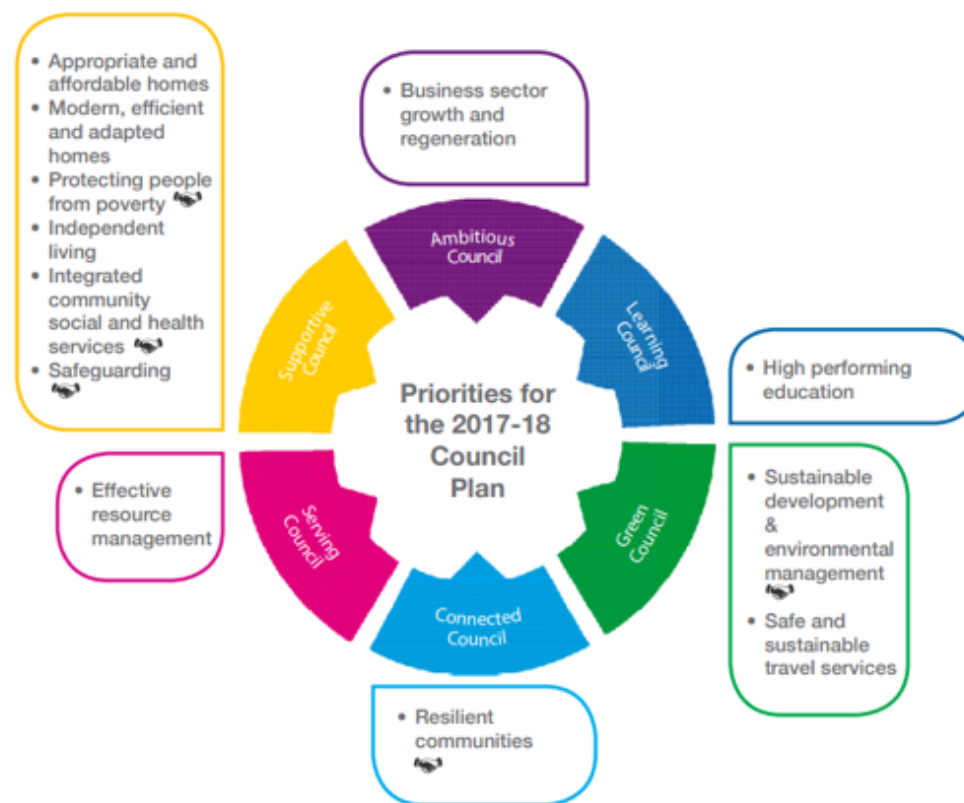 • Appropriate and
affordable homes
• Modern, efficient
and adapted
homes
• Protecting people
from poverty
• Independent
living
• Integrated
community
social and health
services
• Safeguarding
• Business sector
growth and
regeneration
Ambitious
Council
Supportive
Council
Learning
Council
• High performing
education
Priorities for
the 2017-18
Council
Plan
• Effective
resource
management
Serving
Council
Green
Council
• Sustainable
development
&
environmental
management
• Safe and
sustainable
travel services
Connected
Council
• Resilient
communities